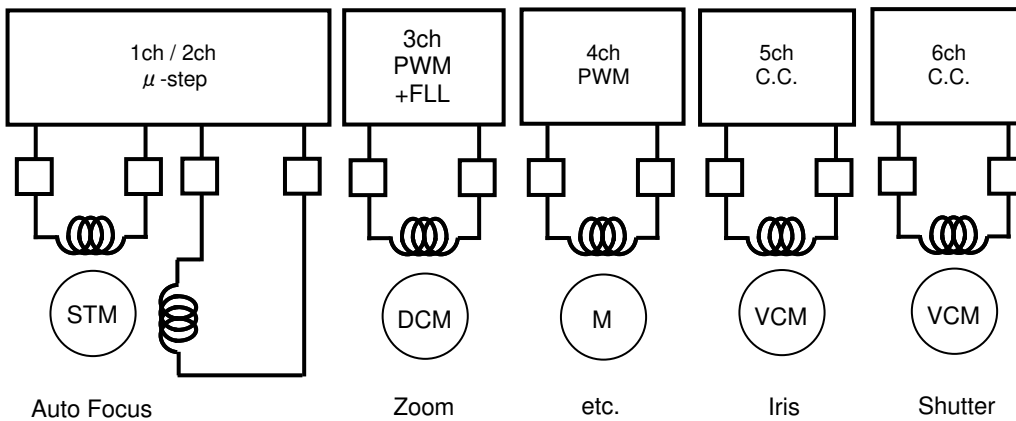 1ch / 2ch
μ -step
3ch
PWM
+FLL
4ch
PWM
5ch
C.C.
6ch
C.C.
STM
DCM
M
VCM
VCM
Auto Focus
Zoom
etc.
Iris
Shutter